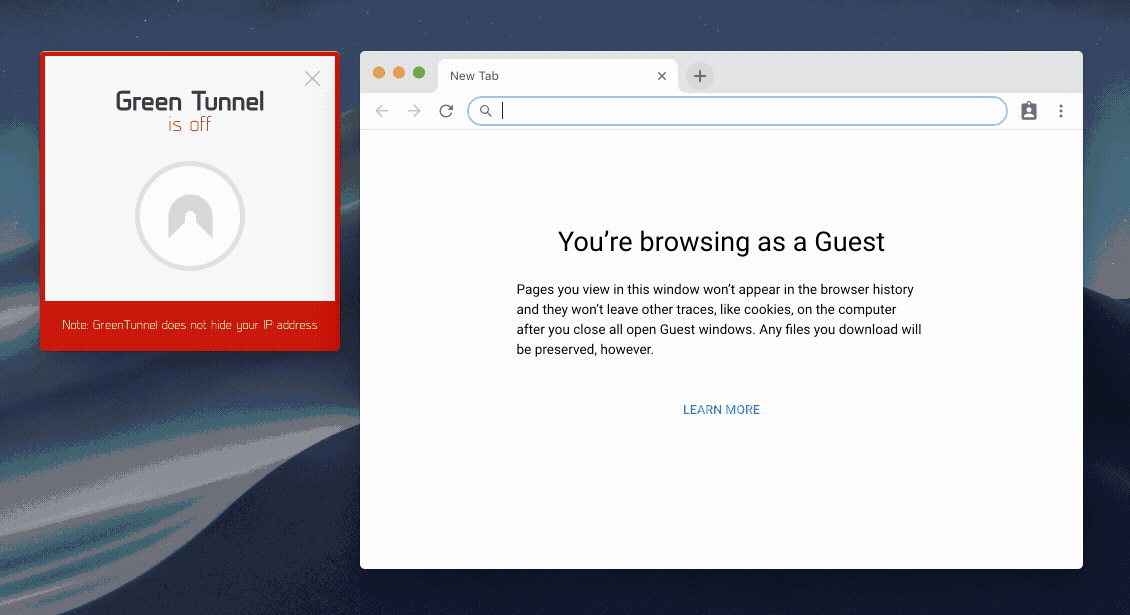 Green Tunnel
is off
Note: GreenTunnel does not hide your IP address
New Tab
You’re browsing as a Guest
Pages you view in this window won’t appear in the browser history
and they won’t leave other traces, like cookies, on the computer
after you close all open Guest windows. Any files you download will
be preserved, however.
LEARN MORE